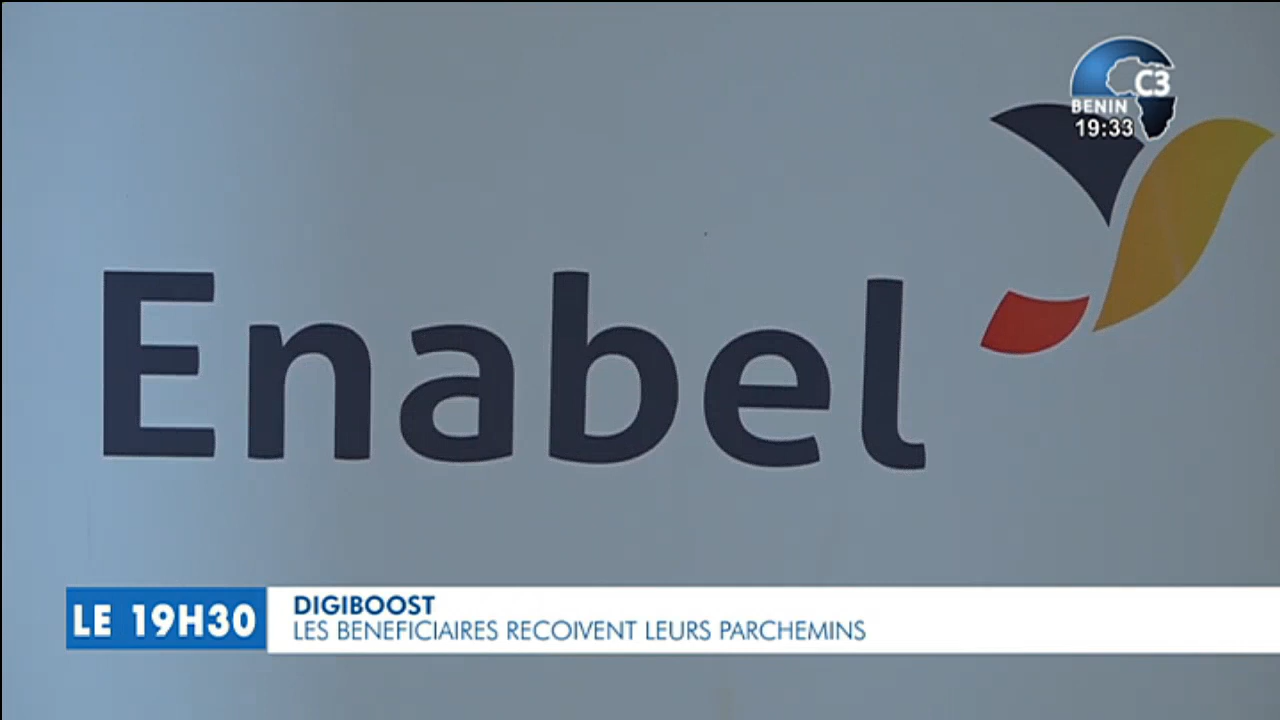 C3
BENIN
19:33
Enabel
LE 19H30
DIGIBOOST
LES BENEFICIAIRES RECOIVENT LEURS PARCHEMINS